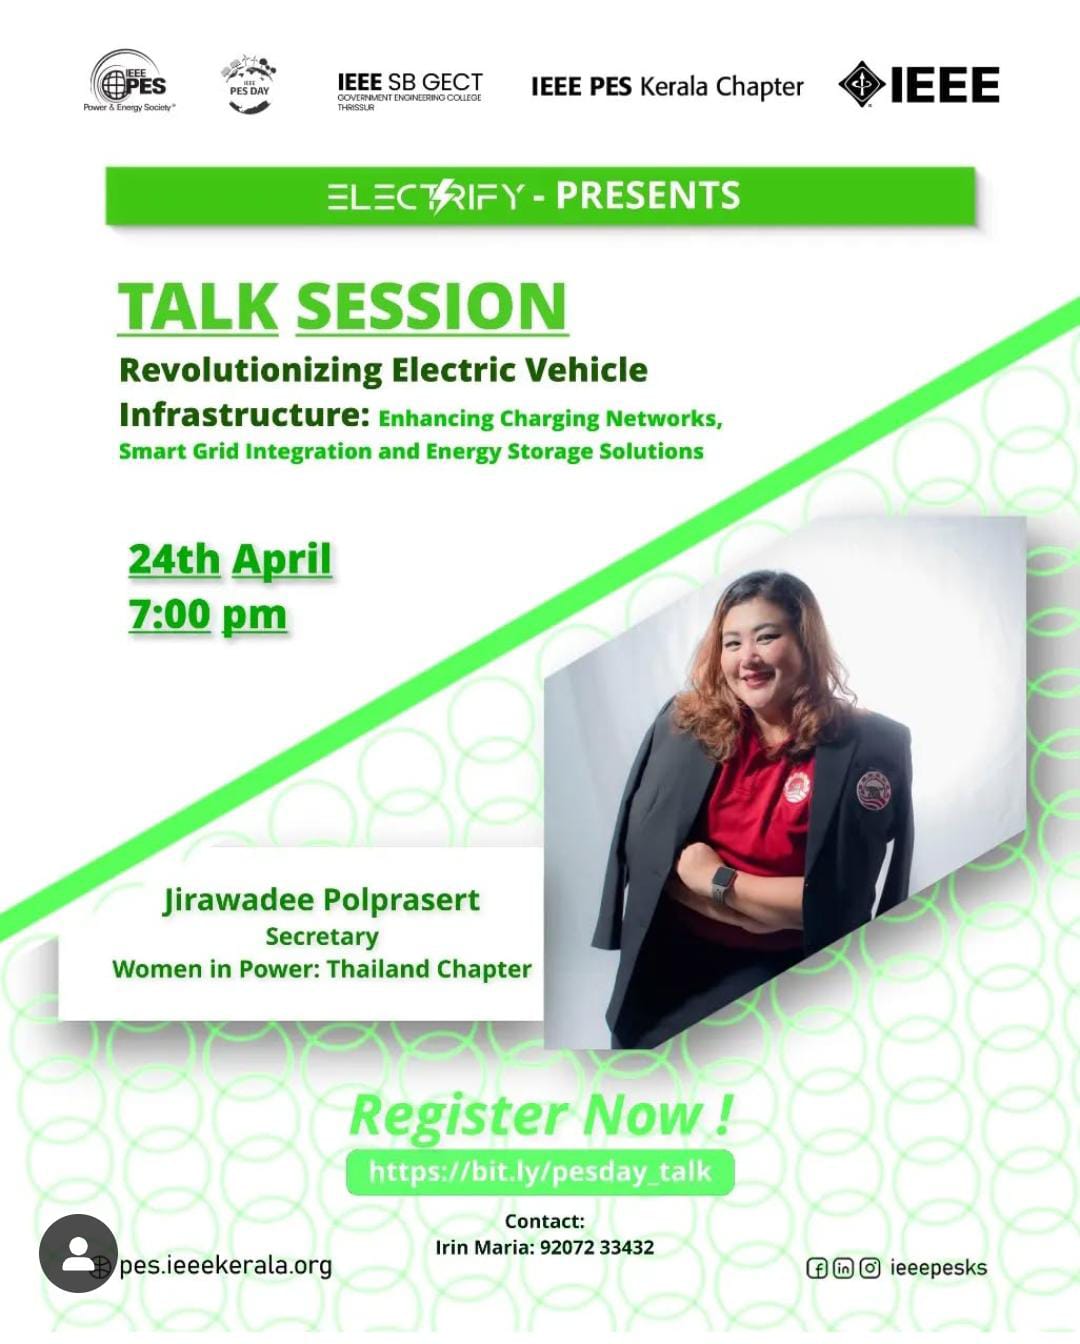 IEEE
PES
Power & Energy Society®
IEEE
PES DAY
IEEE SB GECT
GOVERNMENT ENGINEERING COLLEGE
THRISSUR
IEEE PES Kerala Chapter
IEEE
ELECTRIFY - PRESENTS
TALK SESSION
Revolutionizing Electric Vehicle
Infrastructure: Enhancing Charging Networks,
Smart Grid Integration and Energy Storage Solutions
24th April
7:00 pm
Jirawadee Polprasert
Secretary
Women in Power: Thailand Chapter
Register Now !
https://bit.ly/pesday_talk
Contact:
Irin Maria: 92072 33432
pes.ieeekerala.org
ieeepesks